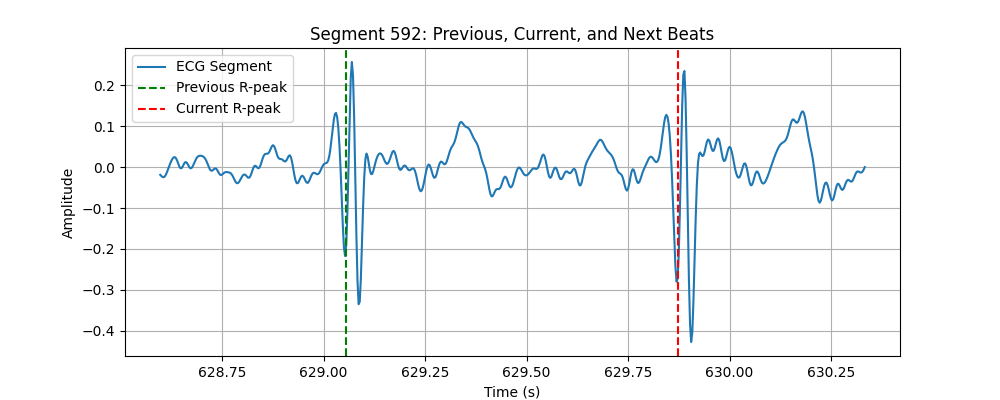 Segment 592: Previous, Current, and Next Beats
ECG Segment
Previous R-peak
Current R-peak
0.2
0.1
0.0
−0.1
−0.2
−0.3
−0.4
Amplitude
628.75
629.00
629.25
629.50
629.75
630.00
630.25
Time (s)